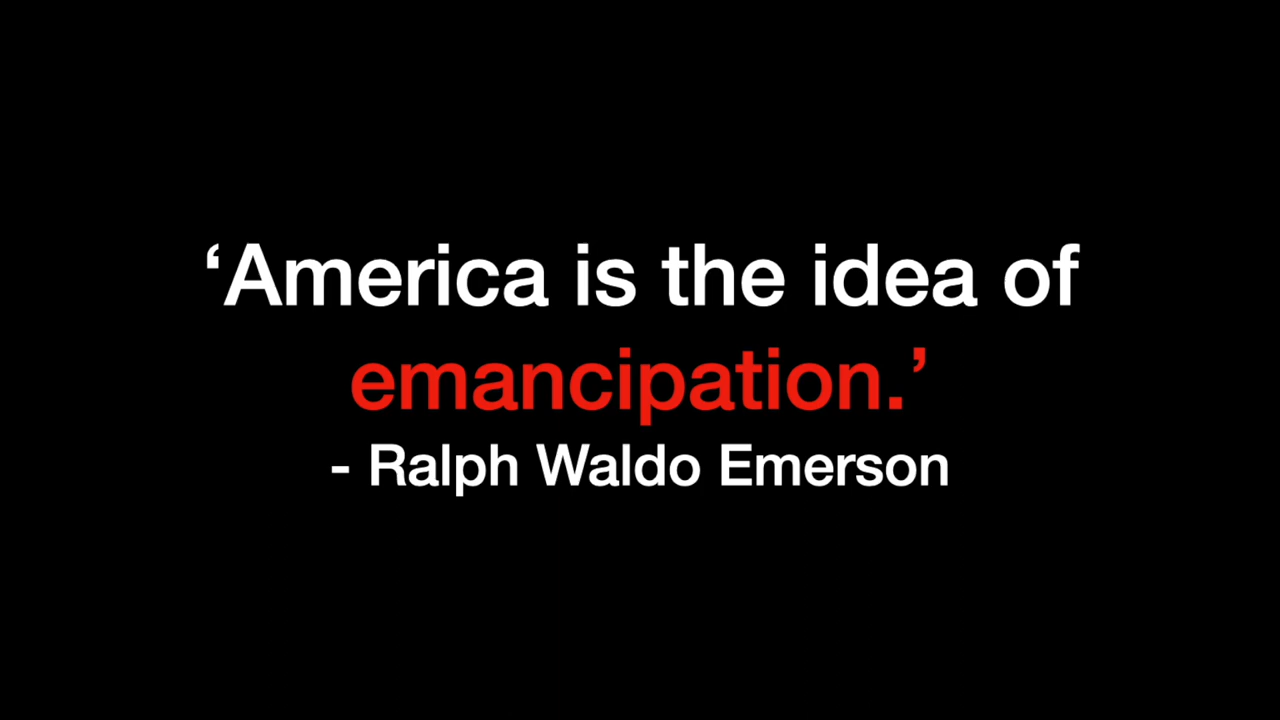 ‘America is the idea of
emancipation.’
- Ralph Waldo Emerson